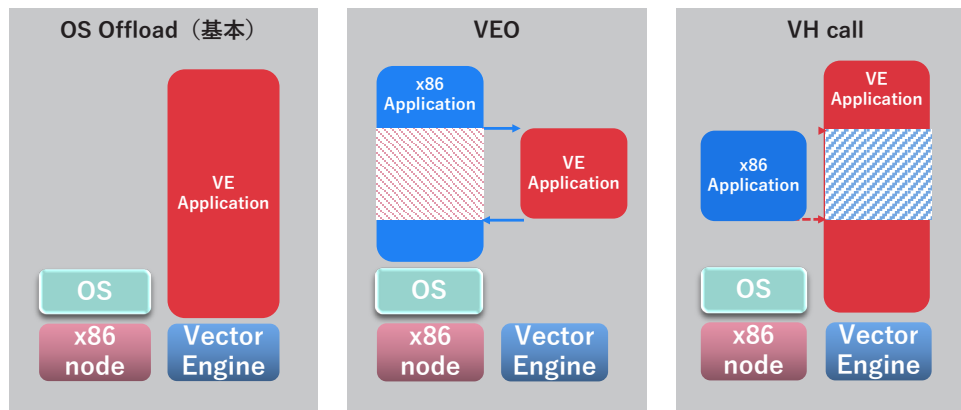 OS Offload（基本）
VE
Application
OS
x86
node
Vector
Engine
VEO
x86
Application
VE
Application
OS
x86
node
Vector
Engine
VH call
VE
Application
x86
Application
OS
x86
node
Vector
Engine